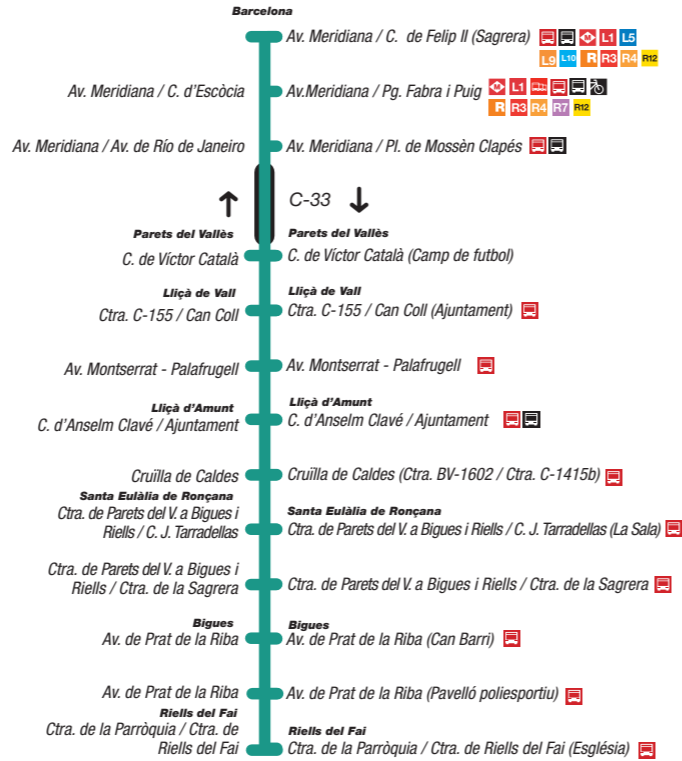 Barcelona
Av. Meridiana / C. de Felip II (Sagrera) M L1 L5
L9 L10 R R3 R4 R12
Av. Meridiana / C. d'Escòcia
Av.Meridiana / Pg. Fabra i Puig M L1
R R3 R4 R7 R12
Av. Meridiana / Av. de Río de Janeiro
Av. Meridiana / Pl. de Mossèn Clapés
C-33
Parets del Vallès
C. de Víctor Català
Parets del Vallès
C. de Víctor Català (Camp de futbol)
Lliçà de Vall
Ctra. C-155 / Can Coll
Lliçà de Vall
Ctra. C-155 / Can Coll (Ajuntament)
Av. Montserrat - Palafrugell
Av. Montserrat - Palafrugell
Lliçà d'Amunt
C. d'Anselm Clavé / Ajuntament
Lliçà d'Amunt
C. d'Anselm Clavé / Ajuntament
Cruïlla de Caldes
Cruïlla de Caldes (Ctra. BV-1602 / Ctra. C-1415b)
Santa Eulàlia de Ronçana
Ctra. de Parets del V. a Bigues i
Riells / C. J. Tarradellas
Santa Eulàlia de Ronçana
Ctra. de Parets del V. a Bigues i Riells / C. J. Tarradellas (La Sala)
Ctra. de Parets del V. a Bigues i
Riells / Ctra. de la Sagrera
Ctra. de Parets del V. a Bigues i Riells / Ctra. de la Sagrera
Bigues
Av. de Prat de la Riba
Bigues
Av. de Prat de la Riba (Can Barri)
Av. de Prat de la Riba
Av. de Prat de la Riba (Pavelló poliesportiu)
Riells del Fai
Ctra. de la Parròquia / Ctra. de
Riells del Fai
Riells del Fai
Ctra. de la Parròquia / Ctra. de Riells del Fai (Església)